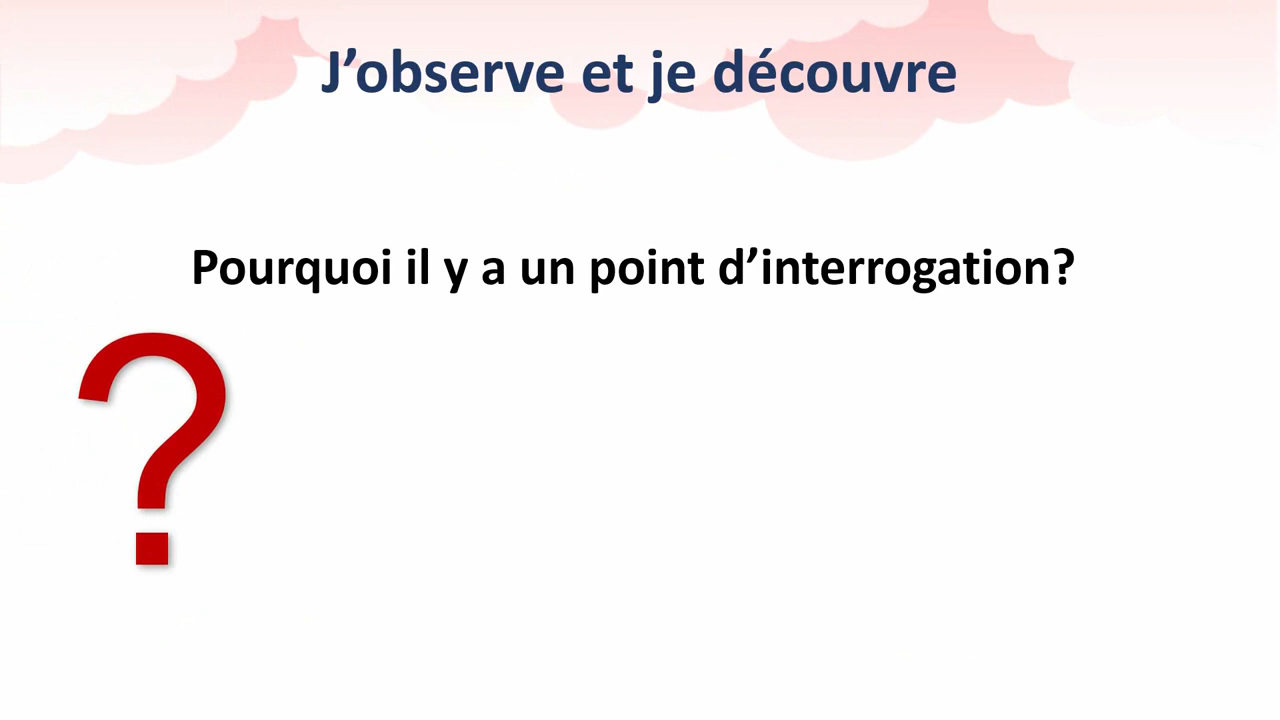 J’observe et je découvre
Pourquoi il y a un point d’interrogation?
?